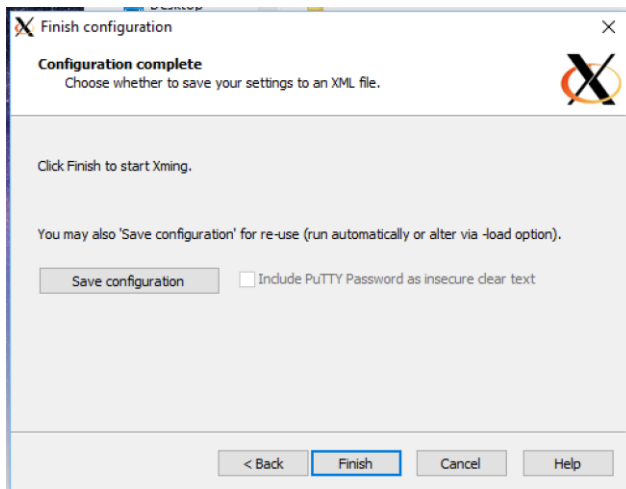 Desktop
Finish configuration
Configuration complete
Choose whether to save your settings to an XML file.
Click Finish to start Xming.
You may also 'Save configuration' for re-use (run automatically or alter via -load option).
Save configuration
Include PuTTY Password as insecure clear text
< Back Finish Cancel Help